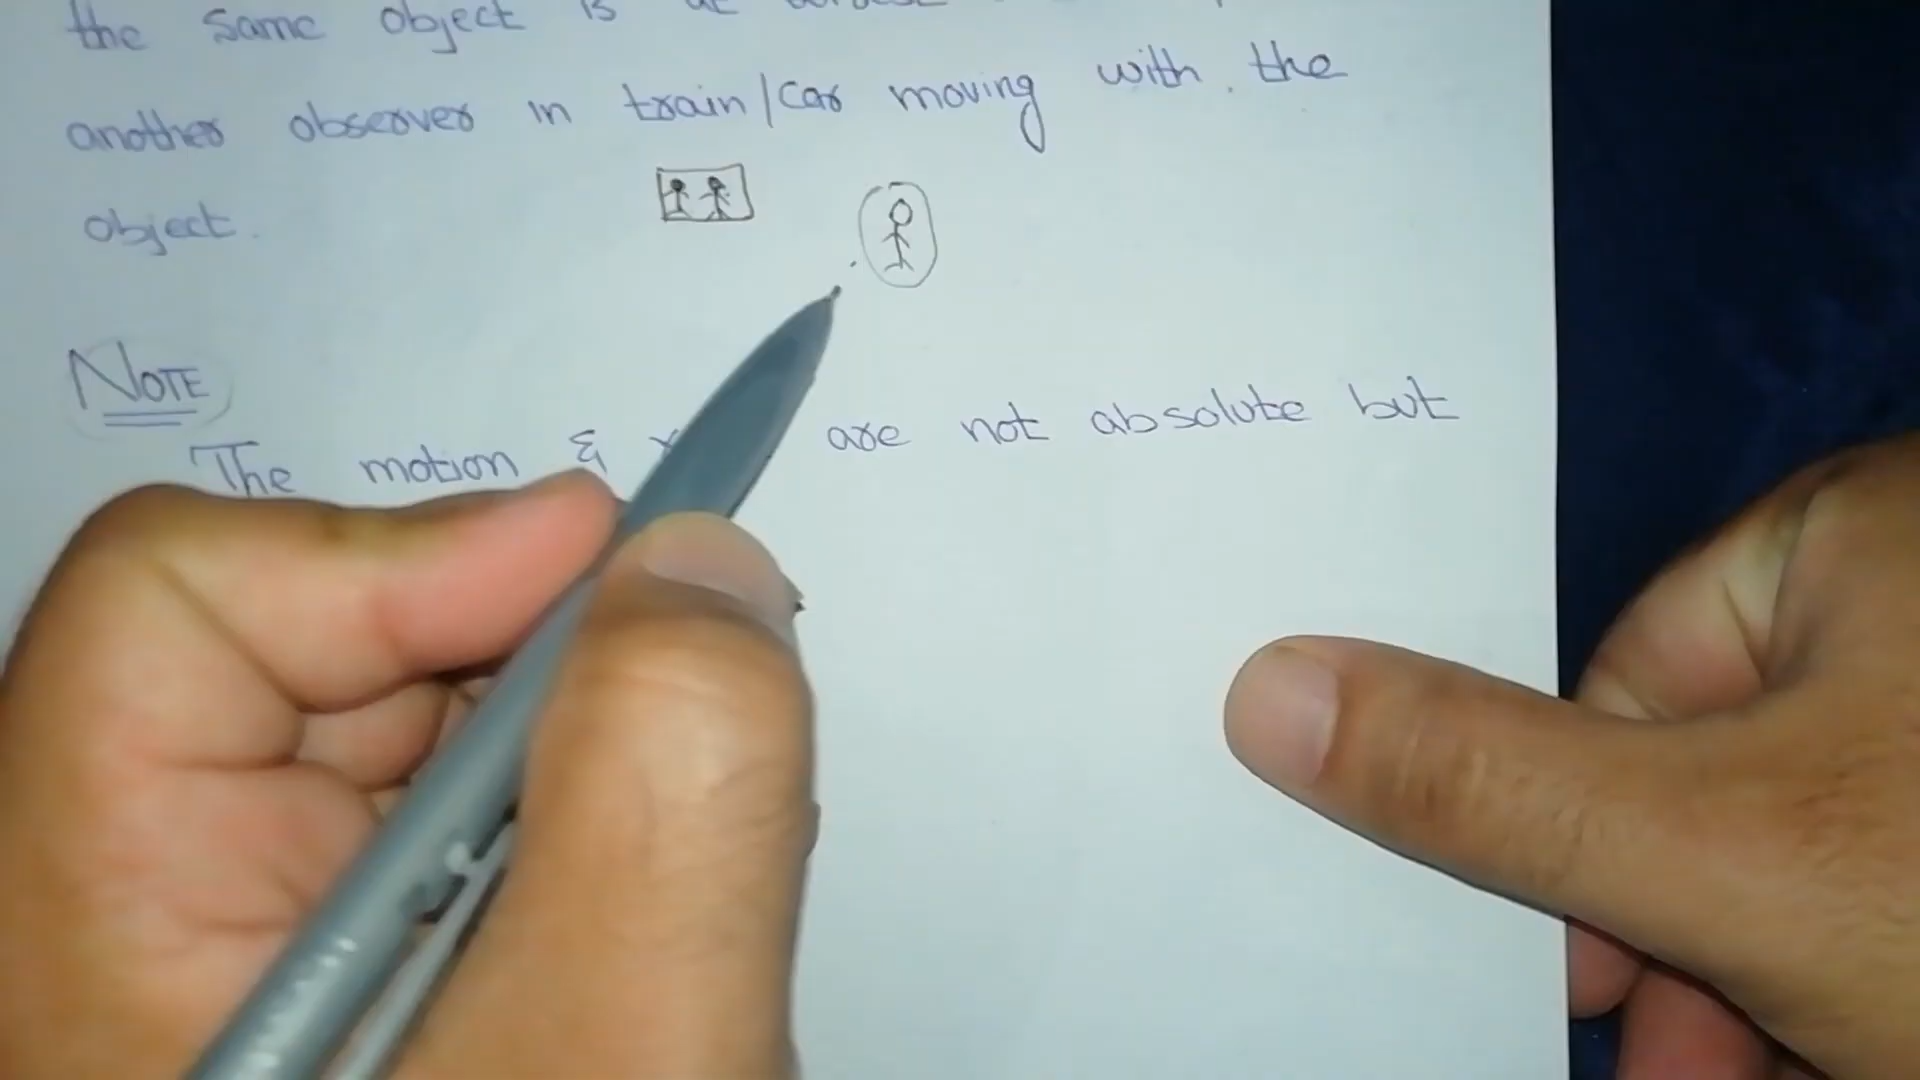 the same object is at
another observer in train/car moving with the
object.
NOTE
The motion & are not absolute but